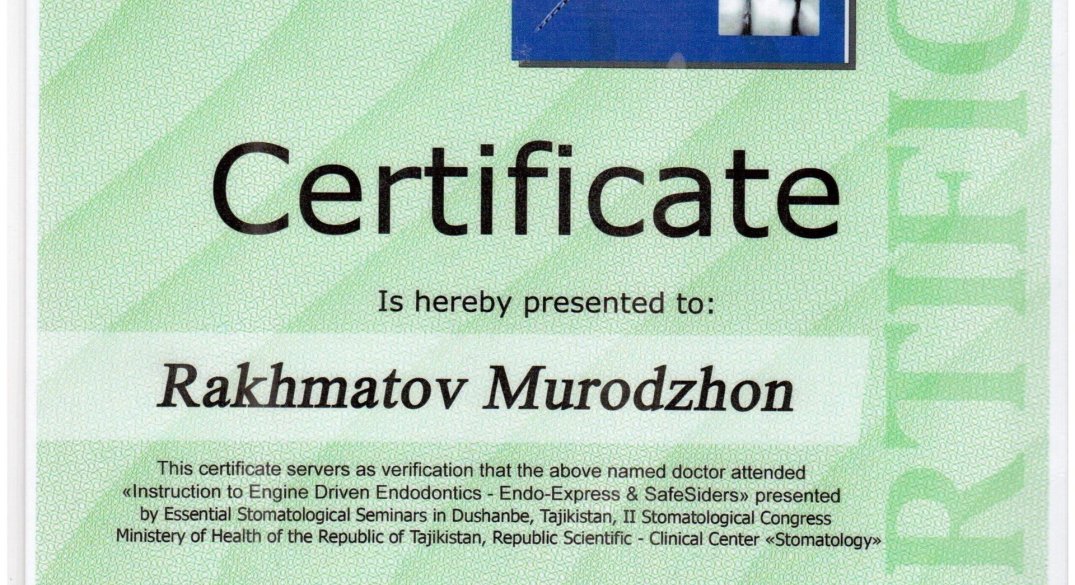 Certificate
Is hereby presented to:
Rakhmatov Murodzhon
This certificate servers as verification that the above named doctor attended
«Instruction to Engine Driven Endodontics - Endo-Express & SafeSiders» presented
by Essential Stomatological Seminars in Dushanbe, Tajikistan, II Stomatological Congress
Ministery of Health of the Republic of Tajikistan, Republic Scientific - Clinical Center «Stomatology»
RTIFIC